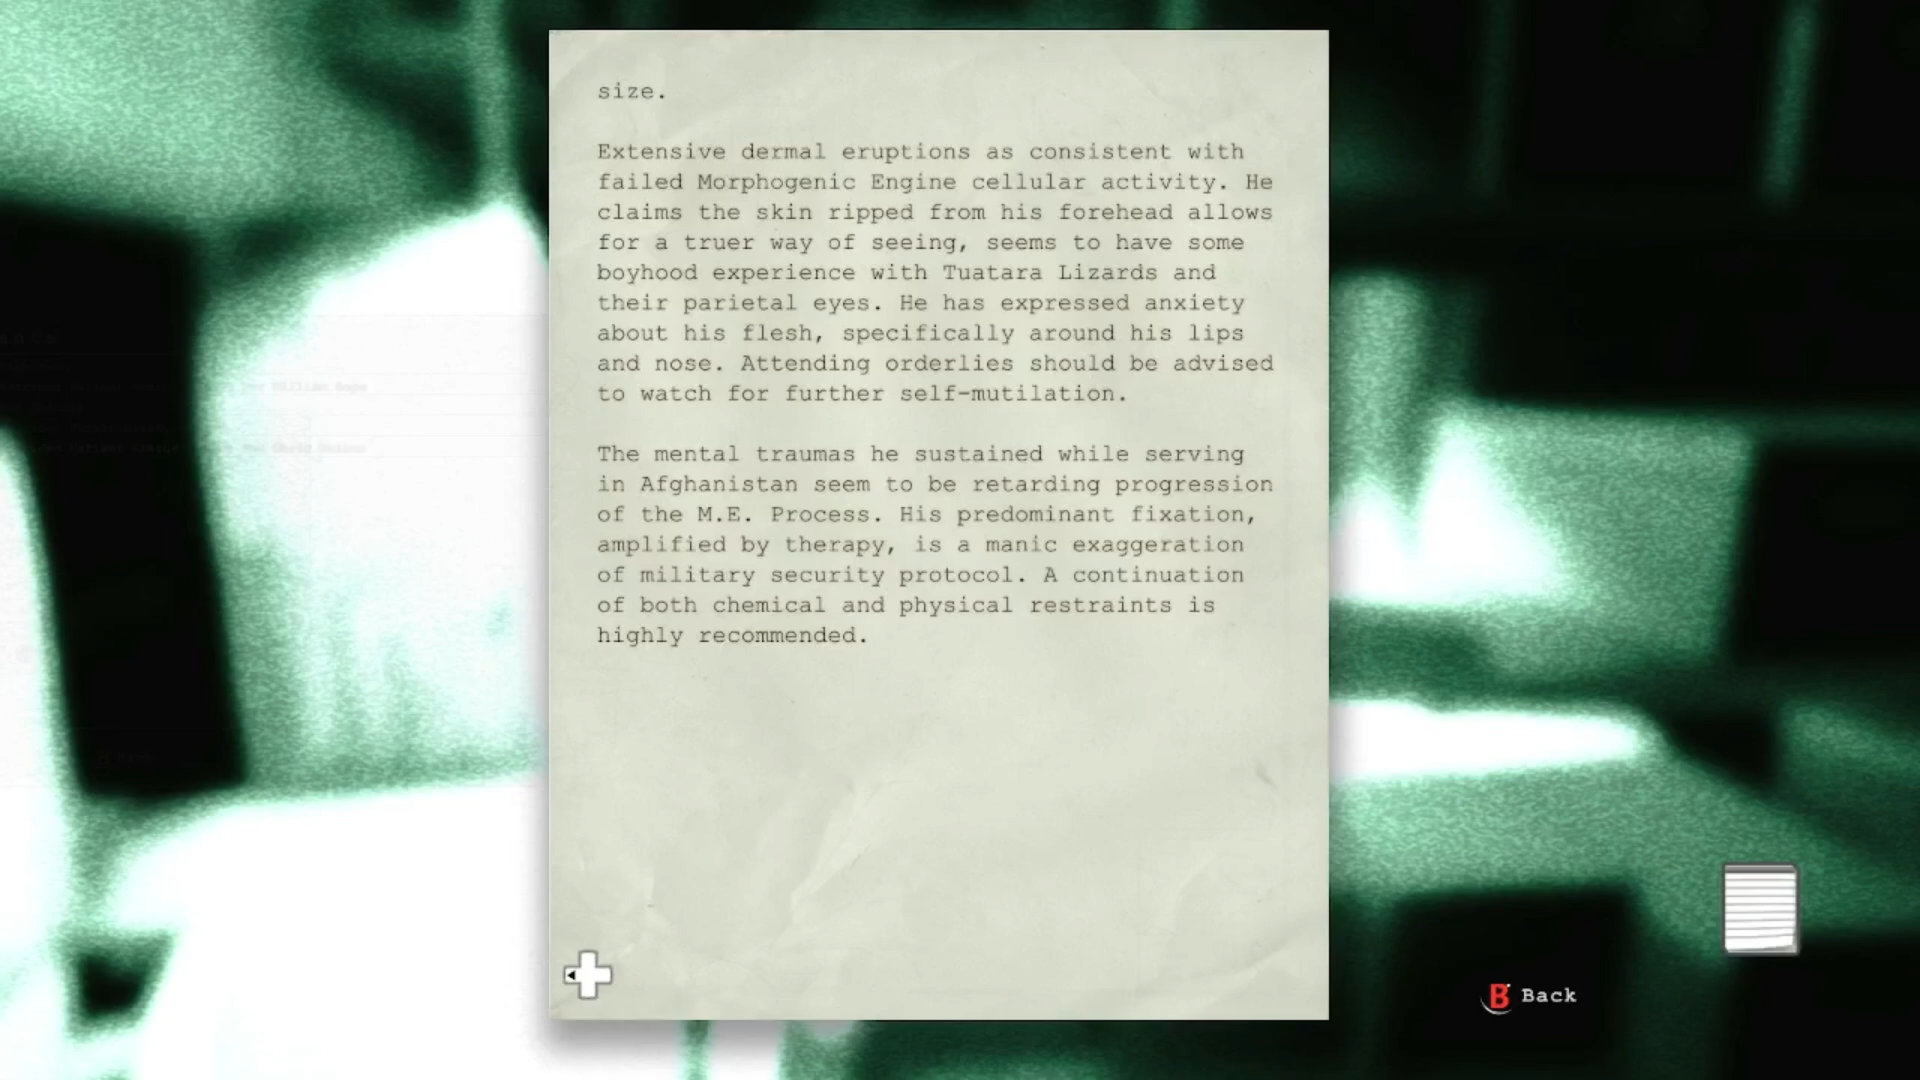 size.
Extensive dermal eruptions as consistent with
failed Morphogenic Engine cellular activity. He
claims the skin ripped from his forehead allows
for a truer way of seeing, seems to have some
boyhood experience with Tuatara Lizards and
their parietal eyes. He has expressed anxiety
about his flesh, specifically around his lips
and nose. Attending orderlies should be advised
to watch for further self-mutilation.
The mental traumas he sustained while serving
in Afghanistan seem to be retarding progression
of the M.E. Process. His predominant fixation,
amplified by therapy, is a manic exaggeration
of military security protocol. A continuation
of both chemical and physical restraints is
highly recommended.
B Back